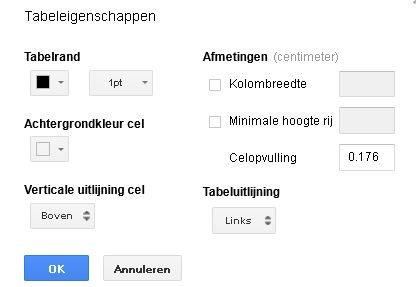 Tabeleigenschappen
Tabelrand
1pt
Achtergrondkleur cel
Verticale uitlijning cel
Boven
Afmetingen (centimeter)
Kolombreedte
Minimale hoogte rij
Celopvulling 0.176
Tabeluitlijning
Links
OK Annuleren